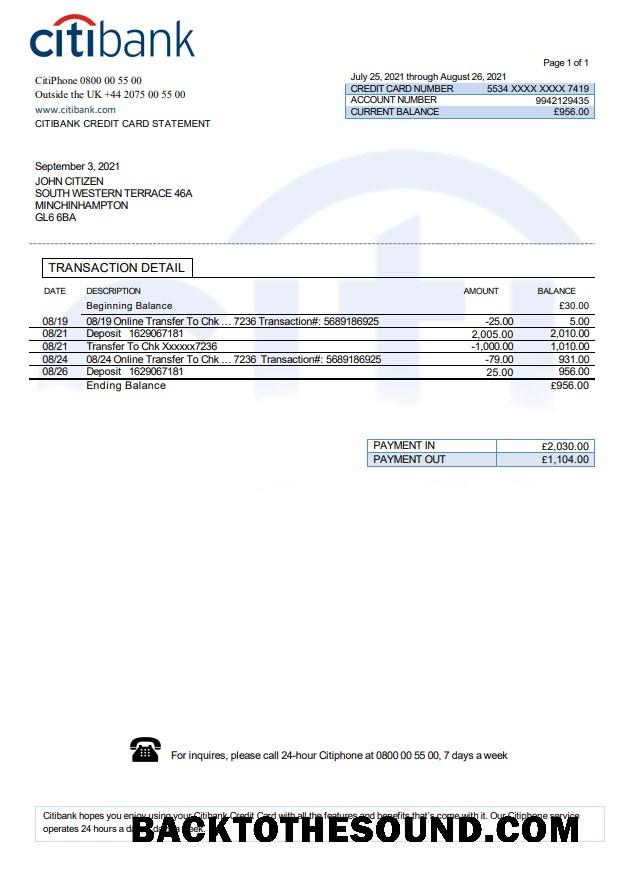 citibank
Page 1 of 1
CitiPhone 0800 00 55 00
Outside the UK +44 2075 00 55 00
www.citibank.com
CITIBANK CREDIT CARD STATEMENT
July 25, 2021 through August 26, 2021
CREDIT CARD NUMBER 5534 XXXX XXXX 7419
ACCOUNT NUMBER 9942129435
CURRENT BALANCE £956.00
September 3, 2021
JOHN CITIZEN
SOUTH WESTERN TERRACE 46A
MINCHINHAMPTON
GL6 6BA
TRANSACTION DETAIL
DATE DESCRIPTION AMOUNT BALANCE
Beginning Balance £30.00
08/19 08/19 Online Transfer To Chk ... 7236 Transaction#: 5689186925 -25.00 5.00
08/21 Deposit 1629067181 2,005.00 2,010.00
08/21 Transfer To Chk Xxxxxx7236 -1,000.00 1,010.00
08/24 08/24 Online Transfer To Chk ... 7236 Transaction#: 5689186925 -79.00 931.00
08/26 Deposit 1629067181 25.00 956.00
Ending Balance £956.00
PAYMENT IN £2,030.00
PAYMENT OUT £1,104.00
For inquires, please call 24-hour Citiphone at 0800 00 55 00, 7 days a week
Citibank hopes you enjoy using your Citibank Credit Card with all the features and benefits that's come with it. Our Citiphone service
operates 24 hours a day, week.
BACKTOTHESOUND.COM